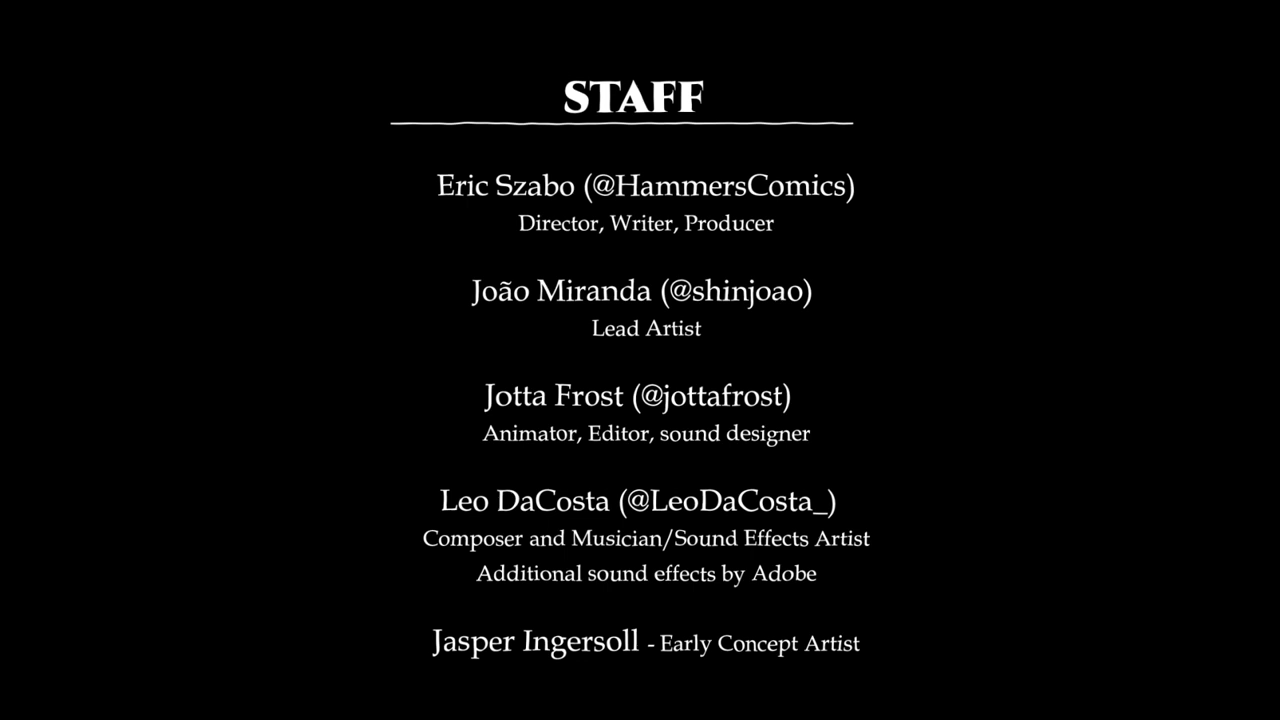 STAFF
Eric Szabo (@HammersComics)
Director, Writer, Producer
João Miranda (@shinjoao)
Lead Artist
Jotta Frost (@jottafrost)
Animator, Editor, sound designer
Leo DaCosta (@LeoDaCosta_)
Composer and Musician/Sound Effects Artist
Additional sound effects by Adobe
Jasper Ingersoll - Early Concept Artist